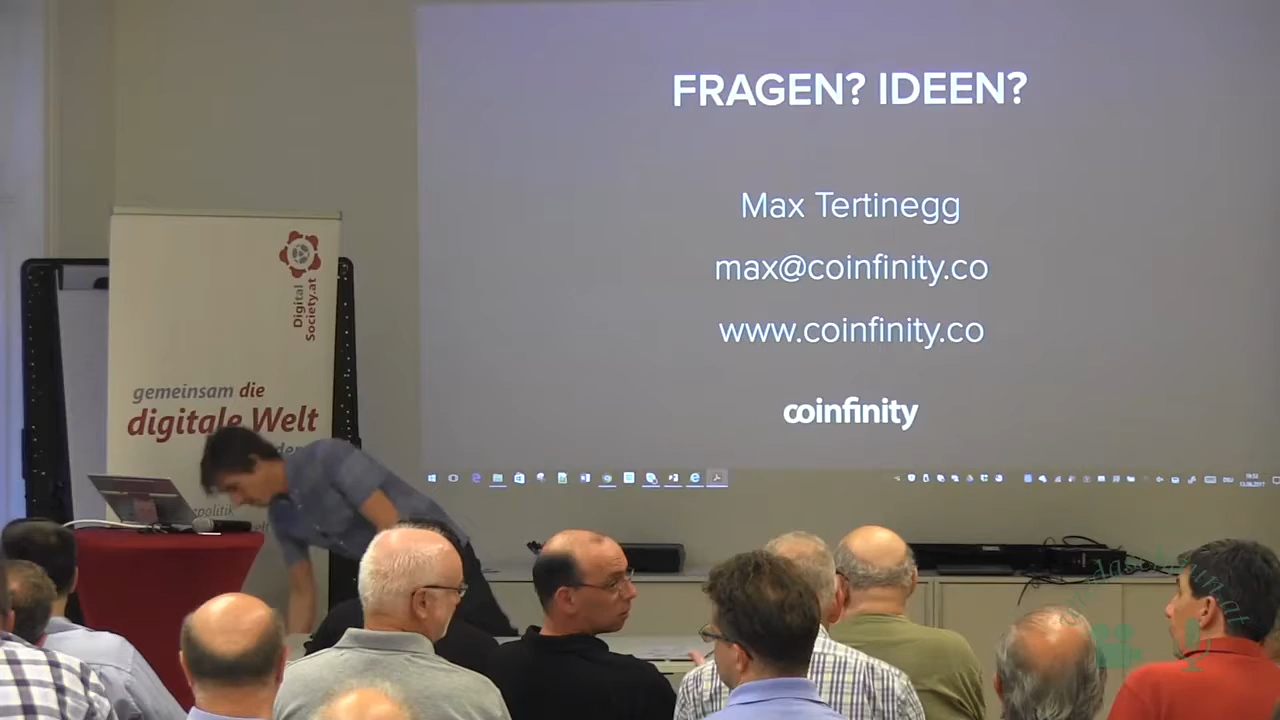 FRAGEN? IDEEN?
Max Tertinegg
max@coinfinity.co
www.coinfinity.co
coinfinity
Digital
Society.at
gemeinsam die
digitale Welt